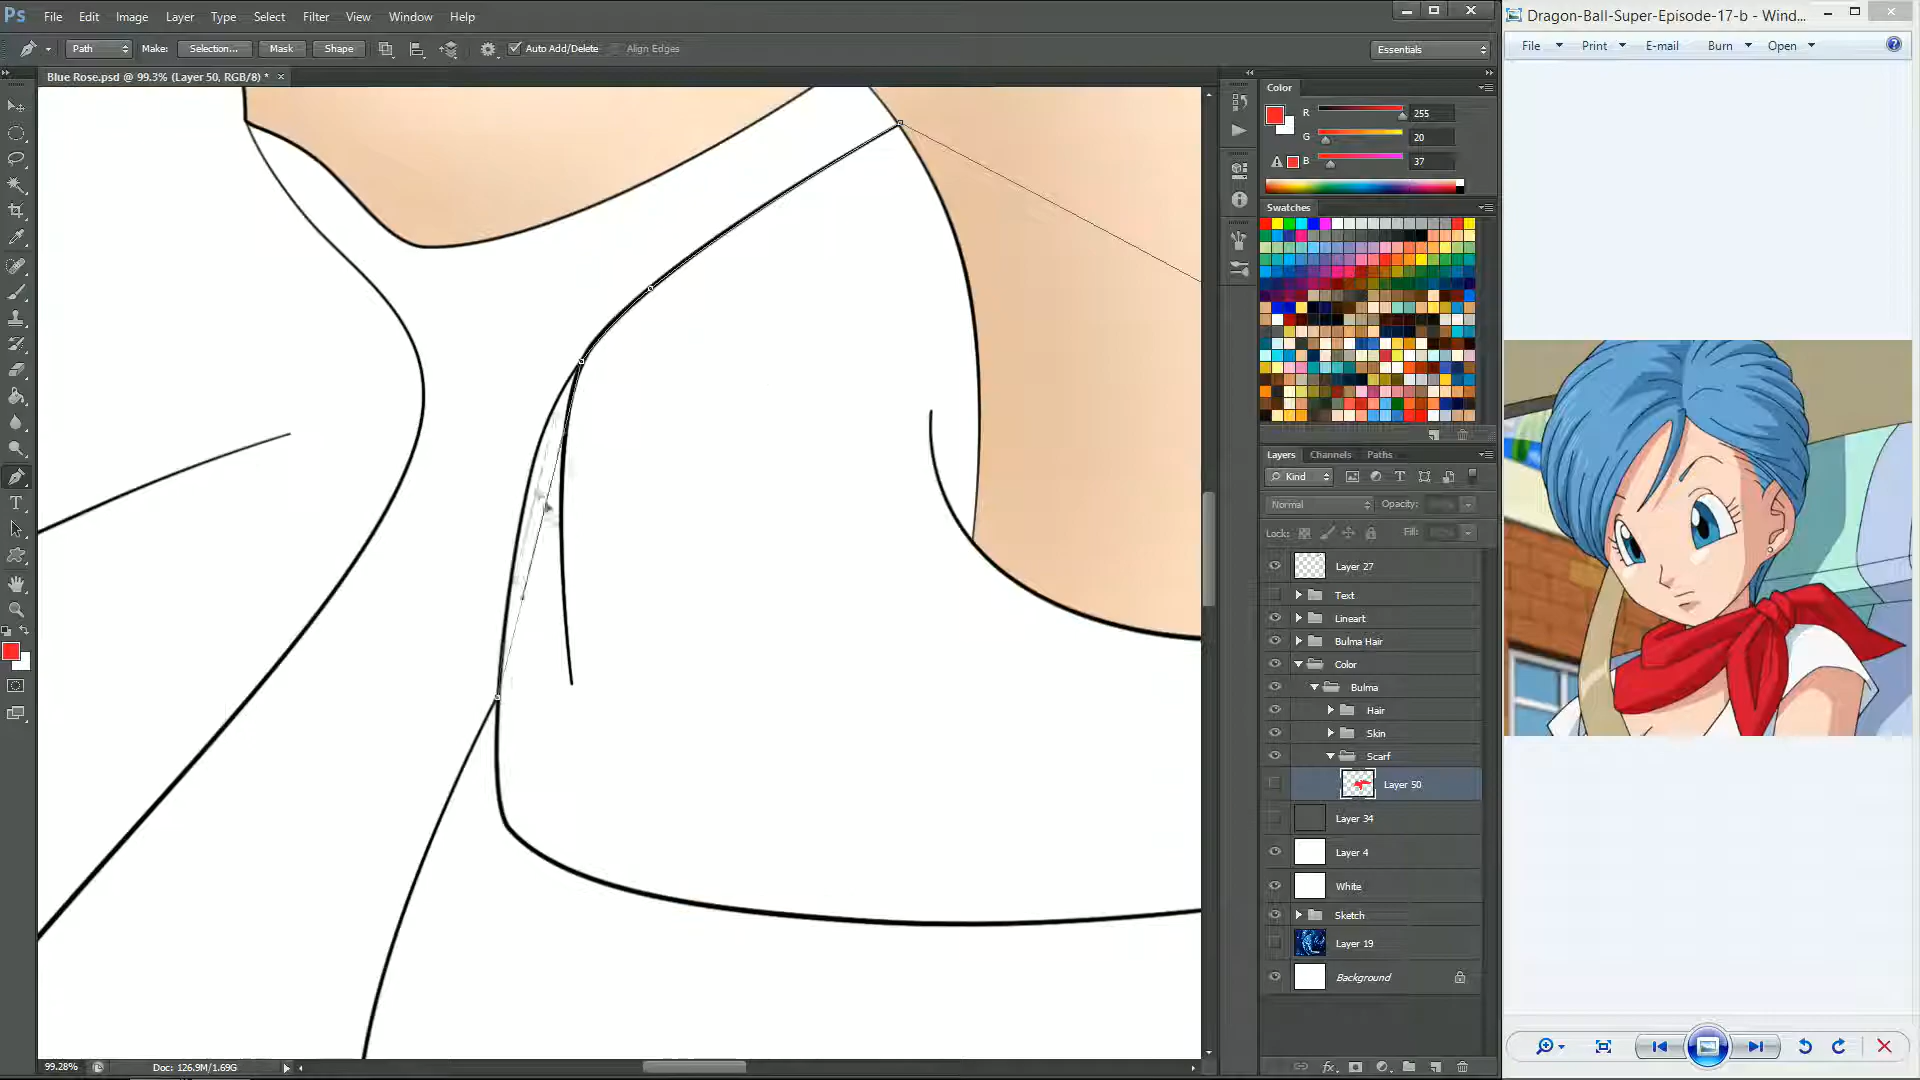 Ps File Edit Image Layer Type Select Filter View Window Help
Path Make: Selection... Mask Shape Auto Add/Delete Align Edges Essentials
Blue Rose.psd @ 99.3% (Layer 50, RGB/8) *
Color
R 255
G 20
B 37
Swatches
Layers Channels Paths
Kind
Normal Opacity:
Lock: Fill:
Layer 27
Text
Lineart
Bulma Hair
Color
Bulma
Hair
Skin
Scarf
Layer 50
Layer 34
Layer 4
White
Sketch
Layer 19
Background
99.28% Doc: 126.9M/1.69G
Dragon-Ball-Super-Episode-17-b - Wind...
File Print E-mail Burn Open